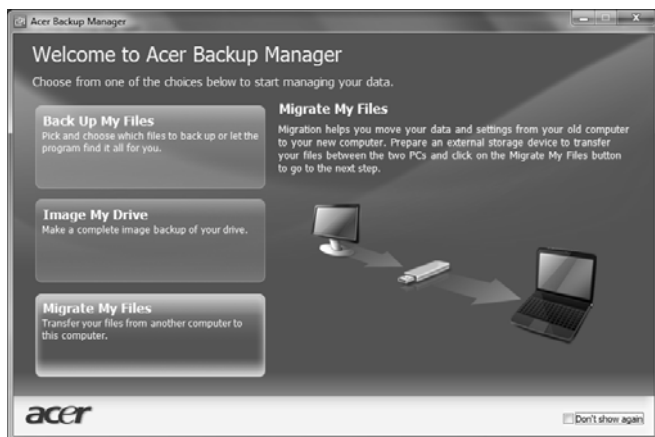 Acer Backup Manager
Welcome to Acer Backup Manager
Choose from one of the choices below to start managing your data.
Back Up My Files
Pick and choose which files to back up or let the
program find it all for you.
Image My Drive
Make a complete image backup of your drive.
Migrate My Files
Transfer your files from another computer to
this computer.
Migrate My Files
Migration helps you move your data and settings from your old computer
to your new computer. Prepare an external storage device to transfer
your files between the two PCs and click on the Migrate My Files button
to go to the next step.
acer
Don't show again